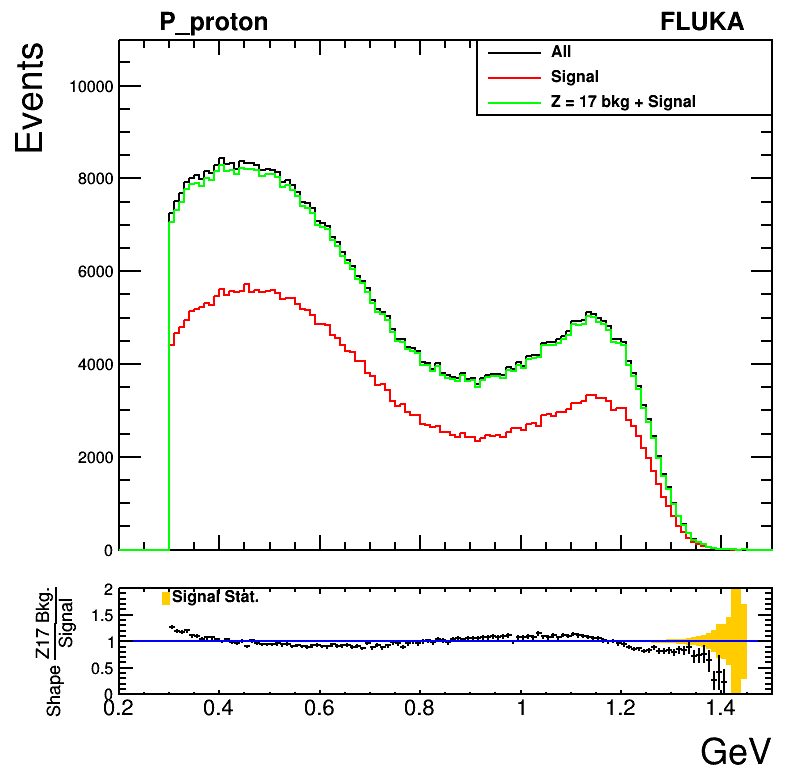 P_proton FLUKA
Events
All
Signal
Z = 17 bkg + Signal
10000
8000
6000
4000
2000
0
Shape Z17 Bkg.
Signal
Signal Stat.
2
1.5
1
0.5
0
0.2 0.4 0.6 0.8 1 1.2 1.4
GeV